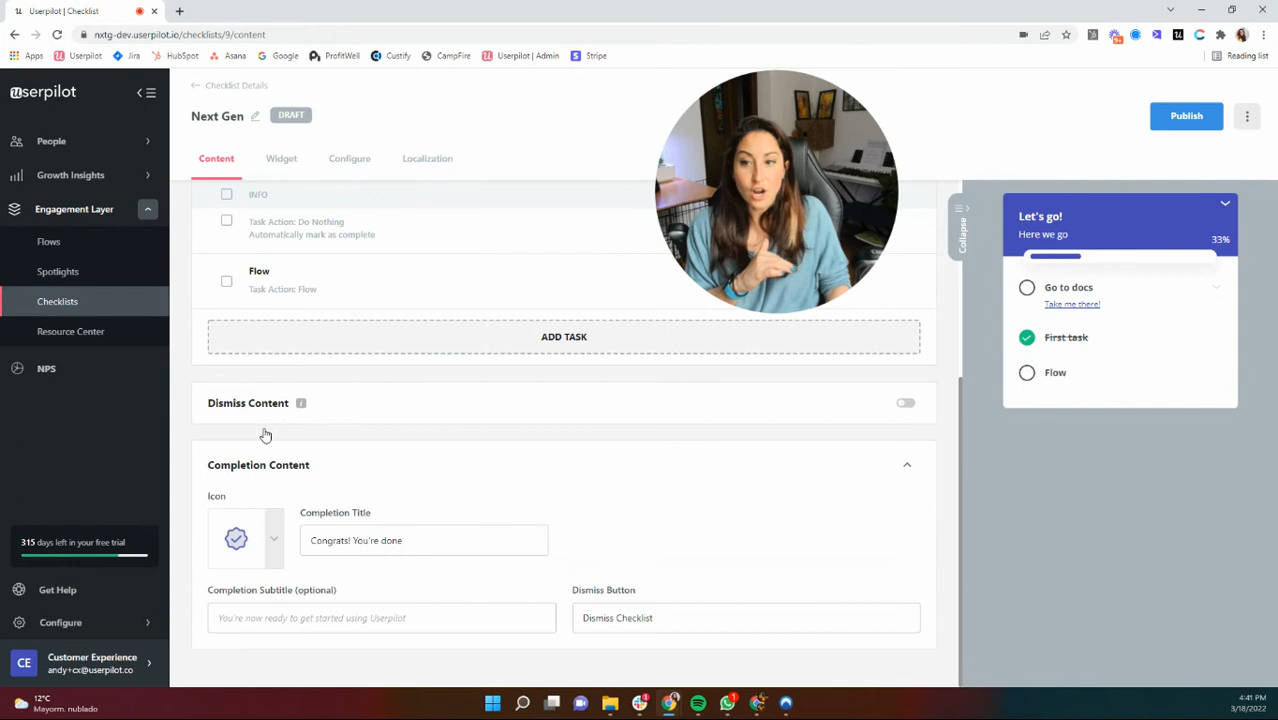 Userpilot | Checklist
nxtg-dev.userpilot.io/checklists/9/content
Apps Userpilot Jira HubSpot Asana Google ProfitWell Custify CampFire Userpilot | Admin Stripe Reading list
userpilot
People
Growth Insights
Engagement Layer
Flows
Spotlights
Checklists
Resource Center
NPS
315 days left in your free trial
Get Help
Configure
CE
Customer Experience
andy+cx@userpilot.co
Checklist Details
Next Gen
DRAFT
Publish
Content Widget Configure Localization
INFO
Task Action: Do Nothing
Automatically mark as complete
Flow
Task Action: Flow
ADD TASK
Dismiss Content
Completion Content
Icon
Completion Title
Congrats! You're done
Completion Subtitle (optional)
You're now ready to get started using Userpilot
Dismiss Button
Dismiss Checklist
Collapse
Let's go!
Here we go
33%
Go to docs
Take me there!
First task
Flow
12°C
Mayorm. nublado
4:41 PM
3/18/2022